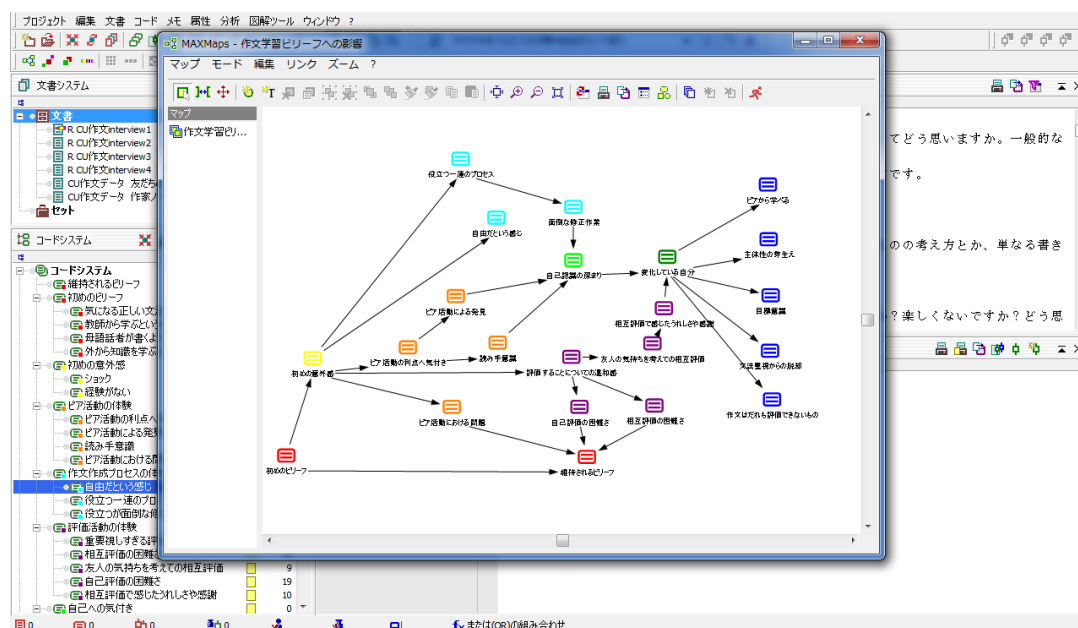 プロジェクト 編集 文書 コード メモ 属性 分析 図解ツール ウィンドウ ?
MAXMaps - 作文学習ビリーフへの影響
マップ モード 編集 リンク ズーム ?
文書システム
文書
R CU作文interview1
R CU作文interview2
R CU作文interview3
R CU作文interview4
CU作文データ 友だち
CU作文データ 作家
セット
コードシステム
コードシステム
維持されるビリーフ
初めのビリーフ
気になる正しい文
教師から学ぶとい
母語話者が書く
外から知識を学ぶ
初めの意外感
ショック
経験がない
ピア活動の体験
ピア活動の利点へ
ピア活動による発
読み手意識
ピア活動における
作文作成プロセスの体
自由だという感じ
役立つ一連のプロ
役立つが面倒な
評価活動の体験
重要視しすぎる
相互評価の困難さ
友人の気持ちを考えての相互評価 9
自己評価の困難さ 19
相互評価で感じたうれしさや感謝 10
自己への気付き 0
マップ
作文学習ビリ...
役立つ一連のプロセス
自由だという感じ
面倒な修正作業
自己認識の深まり
ピア活動による発見
ピア活動の利点へ気付き
読み手意識
初めの意外感
ピア活動における問題
初めのビリーフ
評価することについての違和感
友人の気持ちを考えての相互評価
相互評価で感じたうれしさや感謝
自己評価の困難さ
相互評価の困難さ
維持されるビリーフ
変化している自分
ピアから学べる
主体性の芽生え
目標意識
文法重視からの脱却
作文はだれも評価できないもの
てどう思いますか。一般的な
です。
のの考え方とか、単なる書き
?楽しくないですか?どう思
または(OR)の組み合わせ